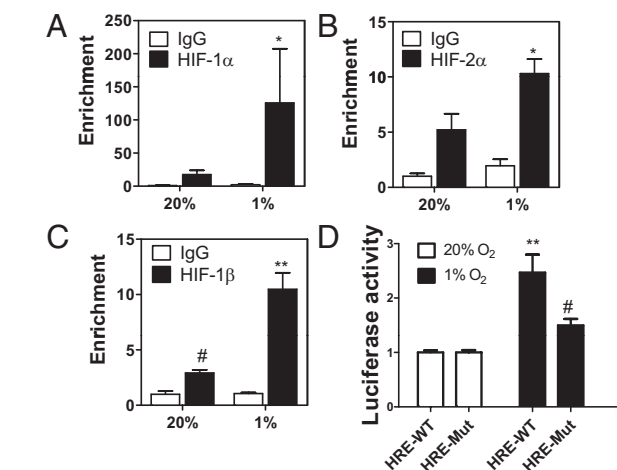 A
Enrichment
250
200
150
100
50
0
IgG
HIF-1α
*
20%
1%
B
Enrichment
15
10
5
0
IgG
HIF-2α
*
20%
1%
C
Enrichment
15
10
5
0
IgG
HIF-1β
#
**
20%
1%
D
Luciferase activity
3
2
1
0
20% O₂
1% O₂
**
#
HRE-WT
HRE-Mut
HRE-WT
HRE-Mut